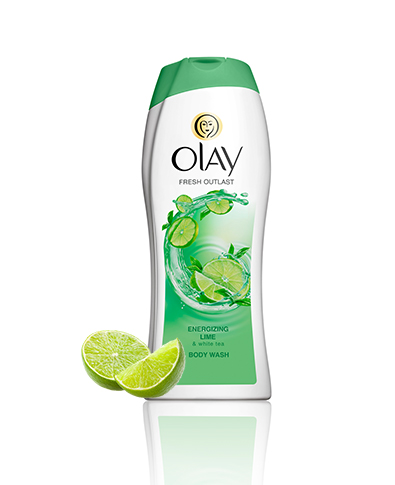 OLAY
FRESH OUTLAST
ENERGIZING
LIME
& white tea
BODY WASH